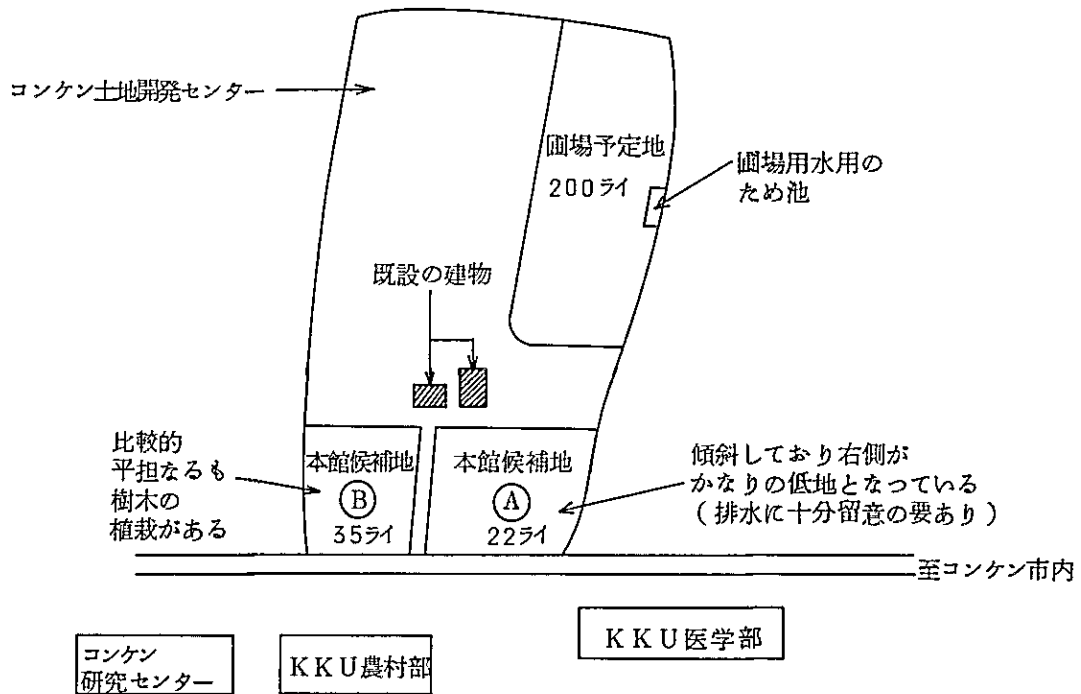 コンケン土地開発センター
圃場予定地
200ライ
圃場用水用の
ため池
既設の建物
比較的
平担なるも
樹木の
植栽がある
本館候補地
Ⓑ
35ライ
本館候補地
Ⓐ
22ライ
傾斜しており右側が
かなりの低地となっている
(排水に十分留意の要あり)
至コンケン市内
コンケン
研究センター
KKU農村部
KKU医学部